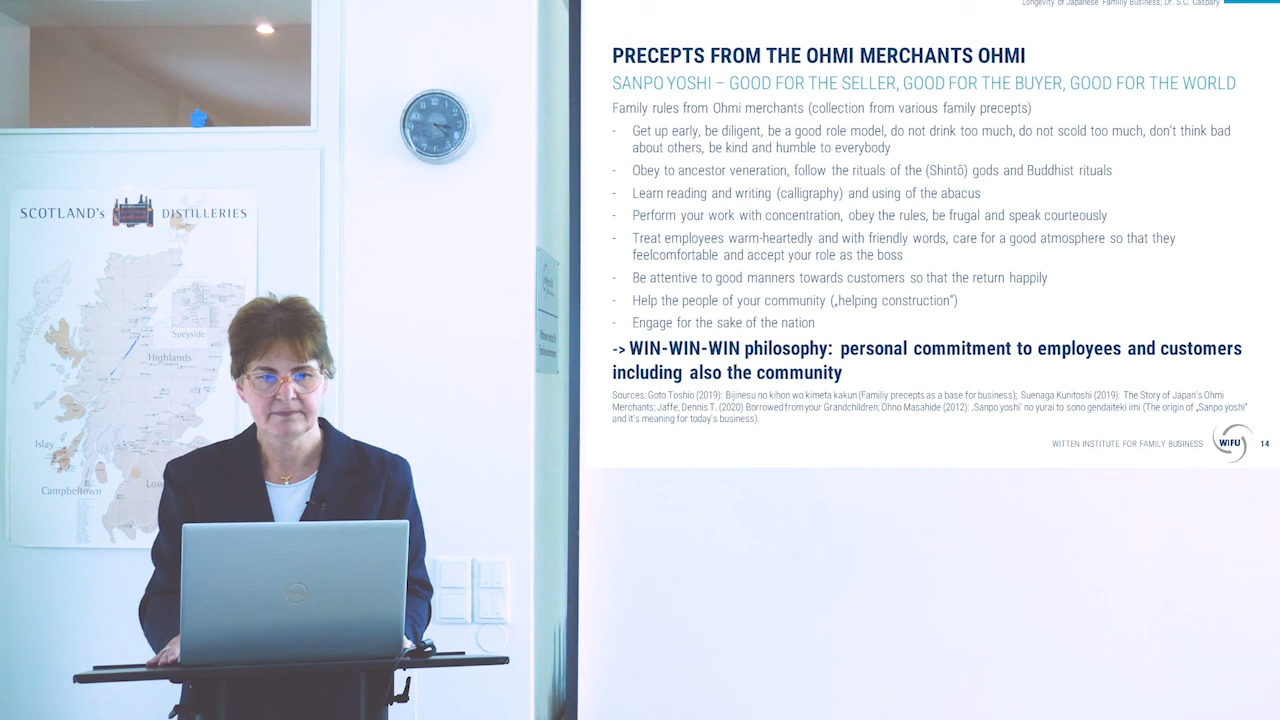 Longevity of Japanese Familiy Business; Dr. S.C. Caspary
PRECEPTS FROM THE OHMI MERCHANTS OHMI
SANPO YOSHI – GOOD FOR THE SELLER, GOOD FOR THE BUYER, GOOD FOR THE WORLD
Family rules from Ohmi merchants (collection from various family precepts)
- Get up early, be diligent, be a good role model, do not drink too much, do not scold too much, don't think bad
about others, be kind and humble to everybody
- Obey to ancestor veneration, follow the rituals of the (Shintō) gods and Buddhist rituals
- Learn reading and writing (calligraphy) and using of the abacus
- Perform your work with concentration, obey the rules, be frugal and speak courteously
- Treat employees warm-heartedly and with friendly words, care for a good atmosphere so that they
feelcomfortable and accept your role as the boss
- Be attentive to good manners towards customers so that the return happily
- Help the people of your community („helping construction“)
- Engage for the sake of the nation
-> WIN-WIN-WIN philosophy: personal commitment to employees and customers
including also the community
Sources: Goto Toshio (2019): Bijinesu no kihon wo kimeta kakun (Familiy precepts as a base for business); Suenaga Kunitoshi (2019): The Story of Japan's Ohmi
Merchants; Jaffe, Dennis T. (2020) Borrowed from your Grandchildren; Ohno Masahide (2012): ‚Sanpo yoshi' no yurai to sono gendaiteki imi (The origin of „Sanpo yoshi“
and it's meaning for today's business).
WITTEN INSTITUTE FOR FAMILY BUSINESS WIFU 14
SCOTLAND's DISTILLERIES
Speyside
Highlands
Islay
Campbeltown
Low